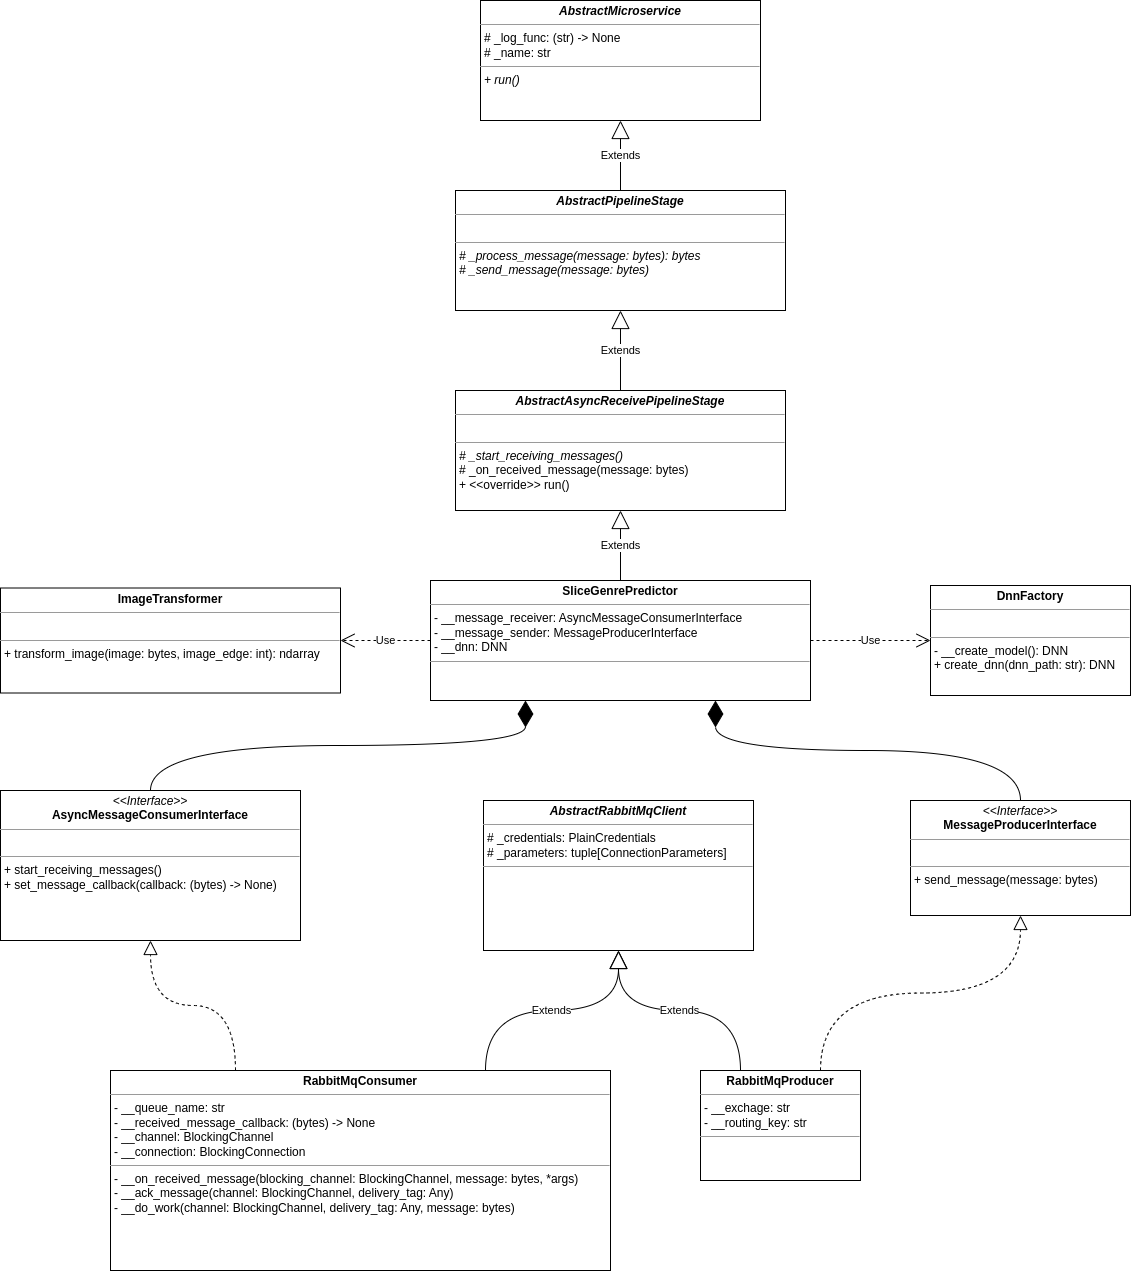 AbstractMicroservice
# _log_func: (str) -> None
# _name: str
+ run()
Extends
AbstractPipelineStage
# _process_message(message: bytes): bytes
# _send_message(message: bytes)
Extends
AbstractAsyncReceivePipelineStage
# _start_receiving_messages()
# _on_received_message(message: bytes)
+ <<override>> run()
Extends
ImageTransformer
+ transform_image(image: bytes, image_edge: int): ndarray
Use
SliceGenrePredictor
- __message_receiver: AsyncMessageConsumerInterface
- __message_sender: MessageProducerInterface
- __dnn: DNN
Use
DnnFactory
- __create_model(): DNN
+ create_dnn(dnn_path: str): DNN
<<Interface>>
AsyncMessageConsumerInterface
+ start_receiving_messages()
+ set_message_callback(callback: (bytes) -> None)
AbstractRabbitMqClient
# _credentials: PlainCredentials
# _parameters: tuple[ConnectionParameters]
<<Interface>>
MessageProducerInterface
+ send_message(message: bytes)
Extends
Extends
RabbitMqConsumer
- __queue_name: str
- __received_message_callback: (bytes) -> None
- __channel: BlockingChannel
- __connection: BlockingConnection
- __on_received_message(blocking_channel: BlockingChannel, message: bytes, *args)
- __ack_message(channel: BlockingChannel, delivery_tag: Any)
- __do_work(channel: BlockingChannel, delivery_tag: Any, message: bytes)
RabbitMqProducer
- __exchage: str
- __routing_key: str